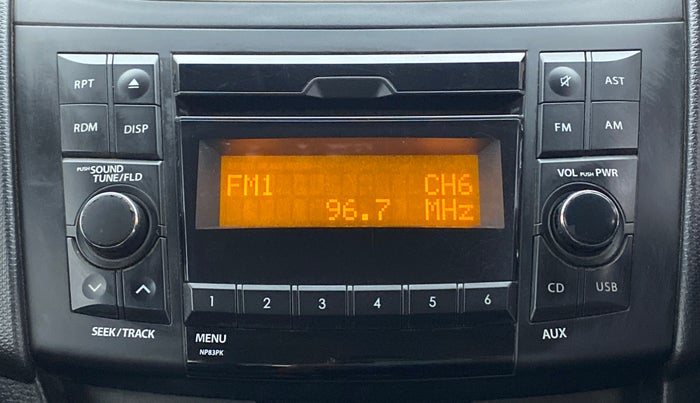 RPT
RDM
DISP
PUSH SOUND
TUNE/FLD
SEEK/TRACK
FM1 CH6
96.7 MHz
1 2 3 4 5 6
MENU
NP83PK
AST
FM
AM
VOL PUSH PWR
CD
USB
AUX